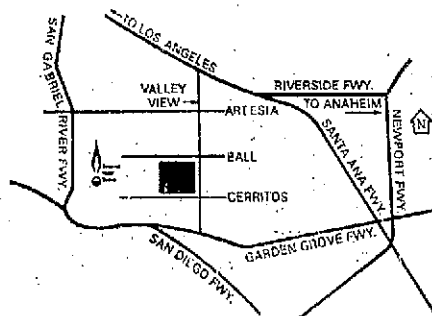 TO LOS ANGELES
SAN GABRIEL RIVER FWY.
VALLEY
VIEW
RIVERSIDE FWY.
TO ANAHEIM
ARTESIA
N
NEWPORT FWY.
SANTA ANA FWY.
BALL
CERRITOS
GARDEN GROVE FWY.
SAN DIEGO FWY.